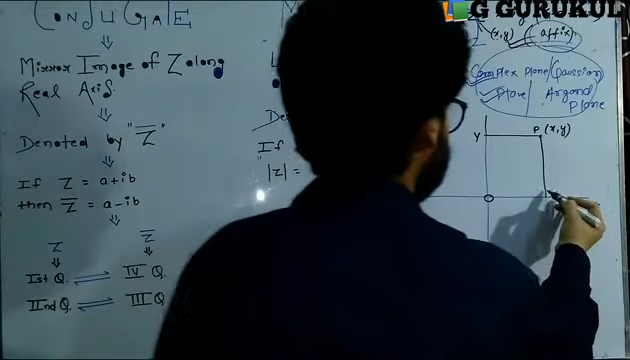 CONJUGATE
⇓
Mirror Image of Z along
Real Axis.
⇓
Denoted by "Z̅"
⇓
If Z = a+ib
then Z̅ = a-ib
⇓
Z Z̅
⇓ ⇓
Ist Q. ⇌ IV Q
IInd Q ⇌ III Q
If
|Z| =
G GURUKUL
(x,y)
affix
Complex plane/Gaussian
Plane/Argand
Plane
Y P (x,y)